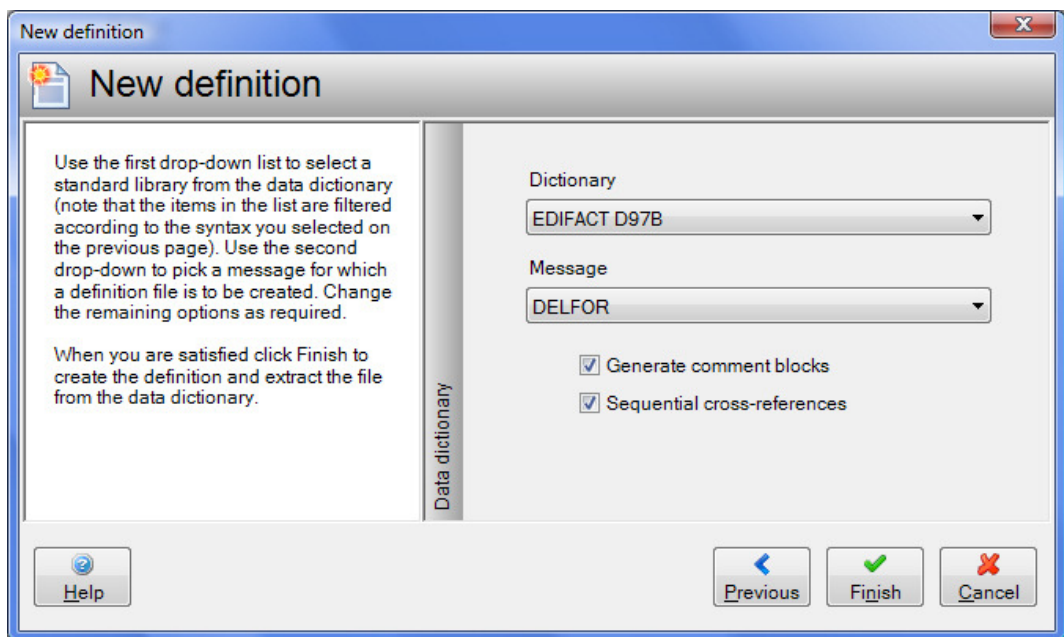 New definition
New definition
Use the first drop-down list to select a
standard library from the data dictionary
(note that the items in the list are filtered
according to the syntax you selected on
the previous page). Use the second
drop-down to pick a message for which
a definition file is to be created. Change
the remaining options as required.
When you are satisfied click Finish to
create the definition and extract the file
from the data dictionary.
Data dictionary
Dictionary
EDIFACT D97B
Message
DELFOR
Generate comment blocks
Sequential cross-references
Help
Previous
Finish
Cancel